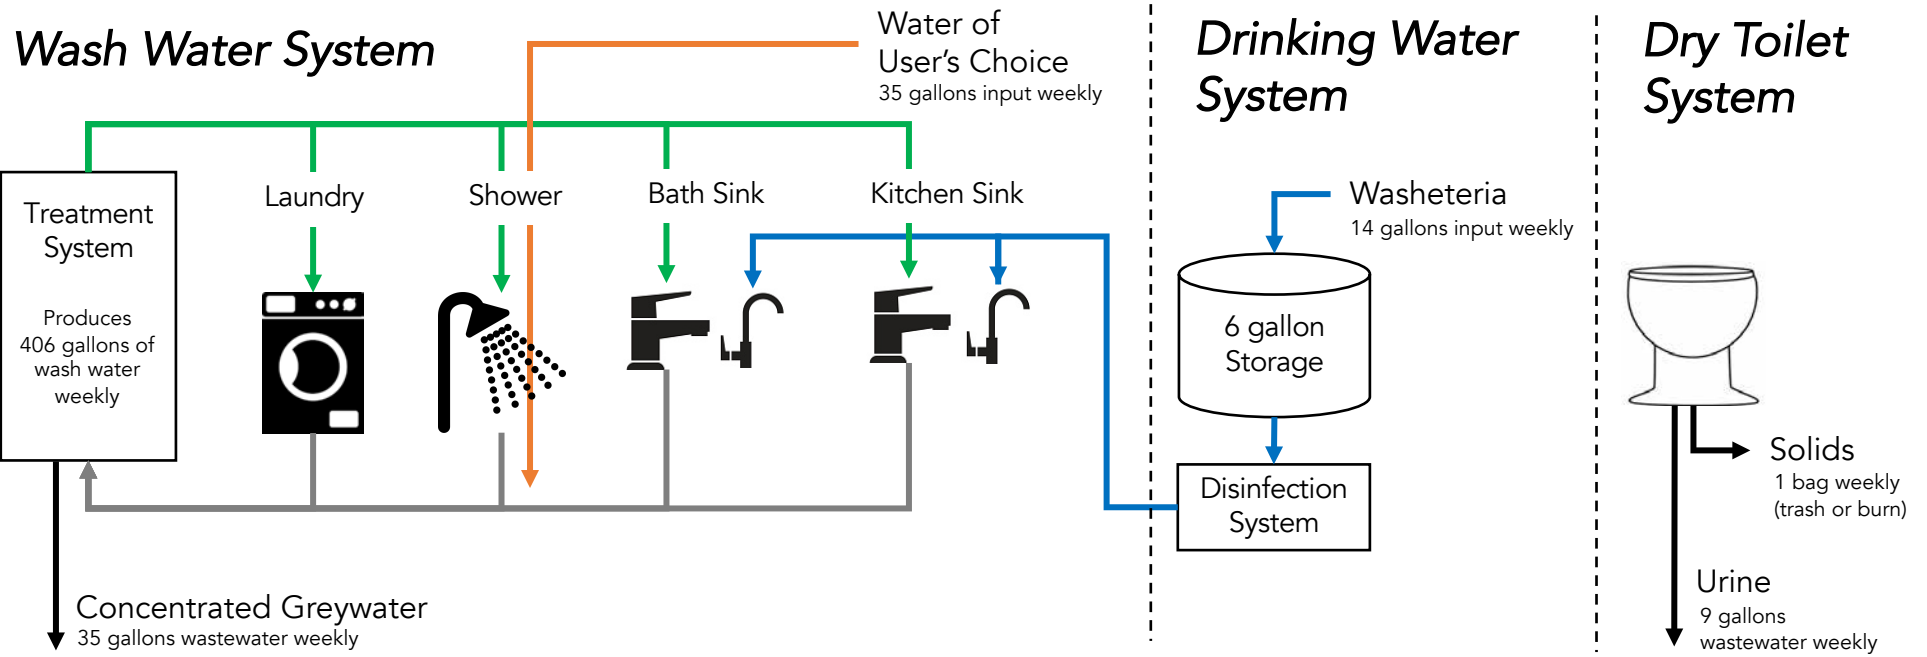 Wash Water System
Water of
User's Choice
35 gallons input weekly
Laundry
Shower
Bath Sink
Kitchen Sink
Treatment
System
Produces
406 gallons of
wash water
weekly
Concentrated Greywater
35 gallons wastewater weekly
Drinking Water
System
Washeteria
14 gallons input weekly
6 gallon
Storage
Disinfection
System
Dry Toilet
System
Solids
1 bag weekly
(trash or burn)
Urine
9 gallons
wastewater weekly